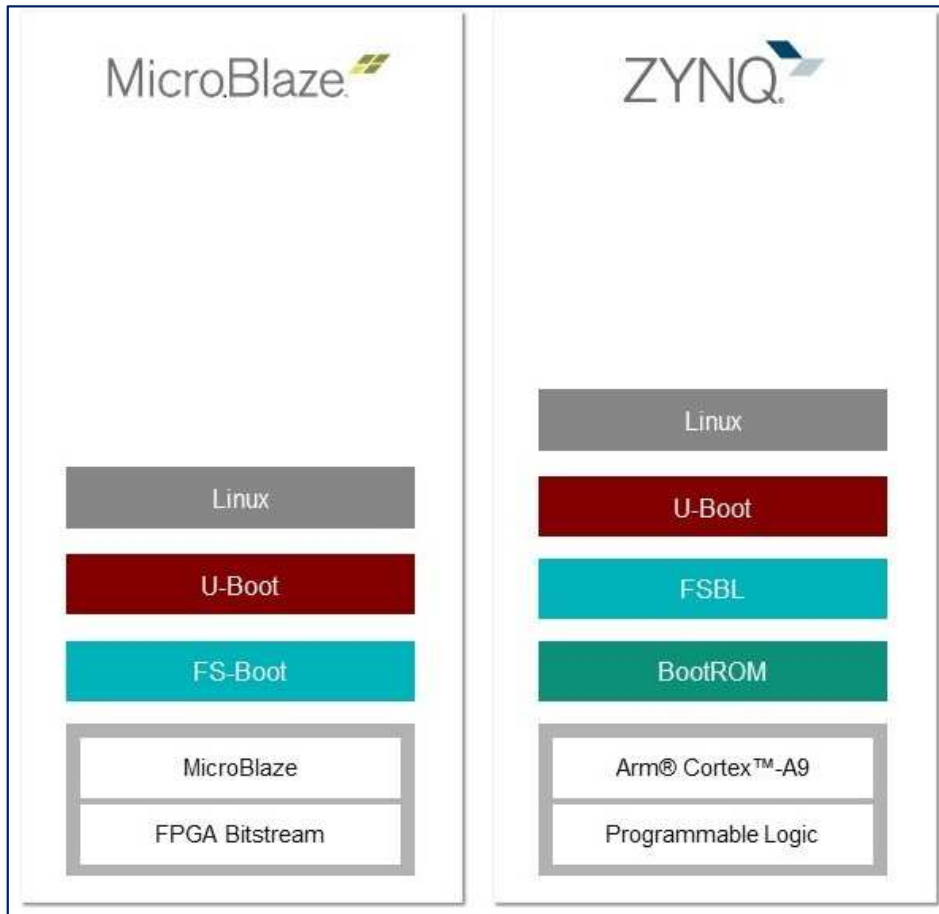 MicroBlaze
Linux
U-Boot
FS-Boot
MicroBlaze
FPGA Bitstream
ZYNQ®
Linux
U-Boot
FSBL
BootROM
Arm® Cortex™-A9
Programmable Logic